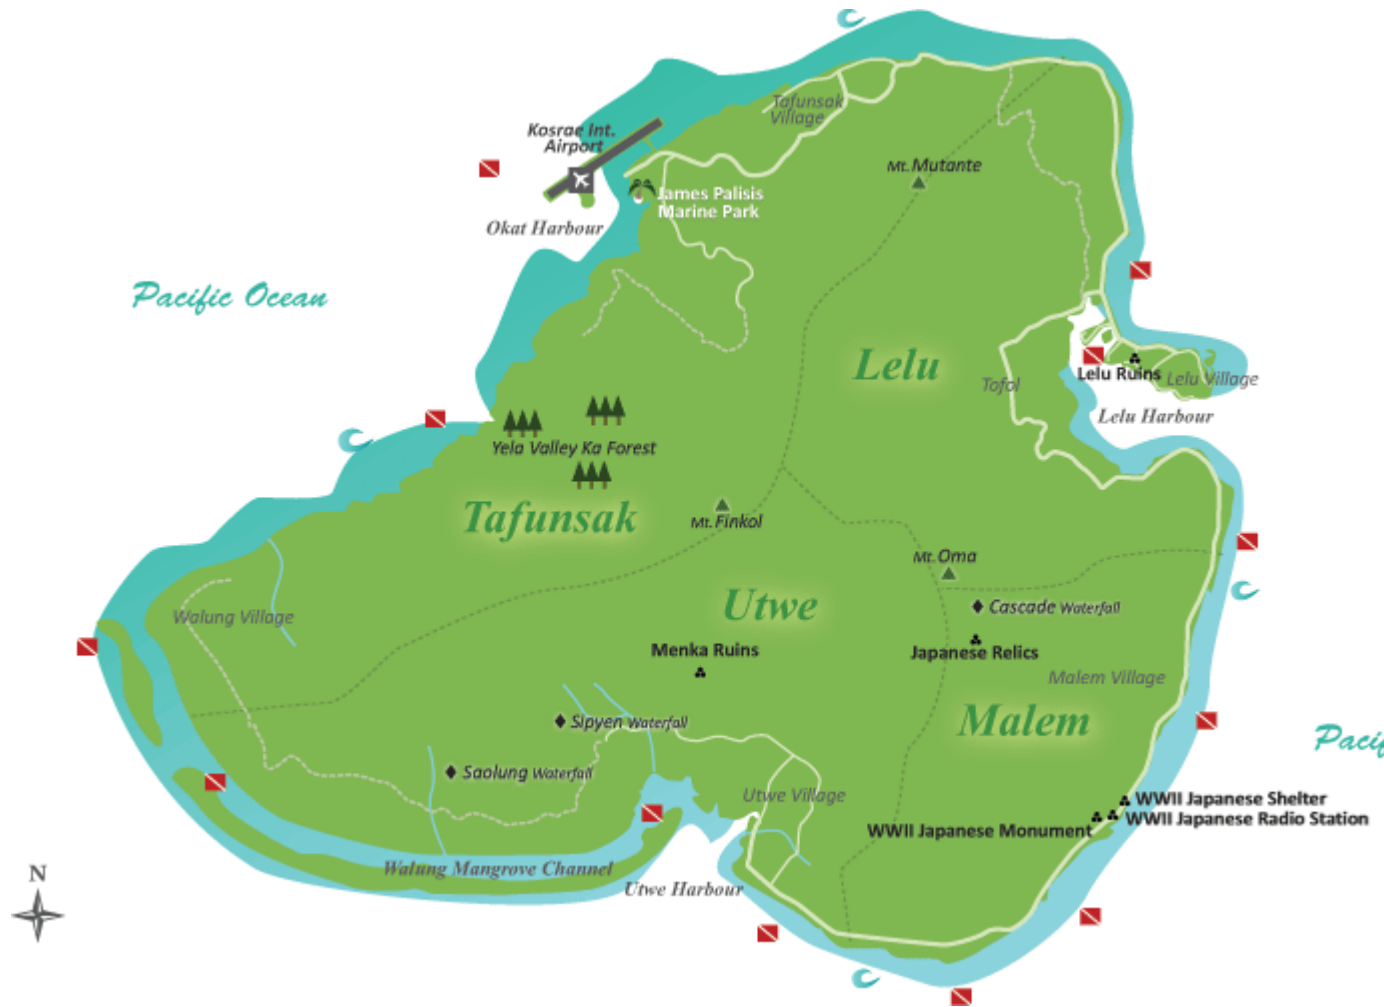 Tafunsak
Village
Kosrae Int.
Airport
Mt. Mutante
James Palisis
Marine Park
Okat Harbour
Pacific Ocean
Lelu
Tofol
Lelu Ruins
Lelu Village
Lelu Harbour
Yela Valley Ka Forest
Tafunsak
Mt. Finkol
Mt. Oma
Utwe
Cascade Waterfall
Walung Village
Menka Ruins
Japanese Relics
Malem Village
Malem
Sipyen Waterfall
Pacif
Saolung Waterfall
Utwe Village
WWII Japanese Shelter
WWII Japanese Radio Station
WWII Japanese Monument
Walung Mangrove Channel
Utwe Harbour
N